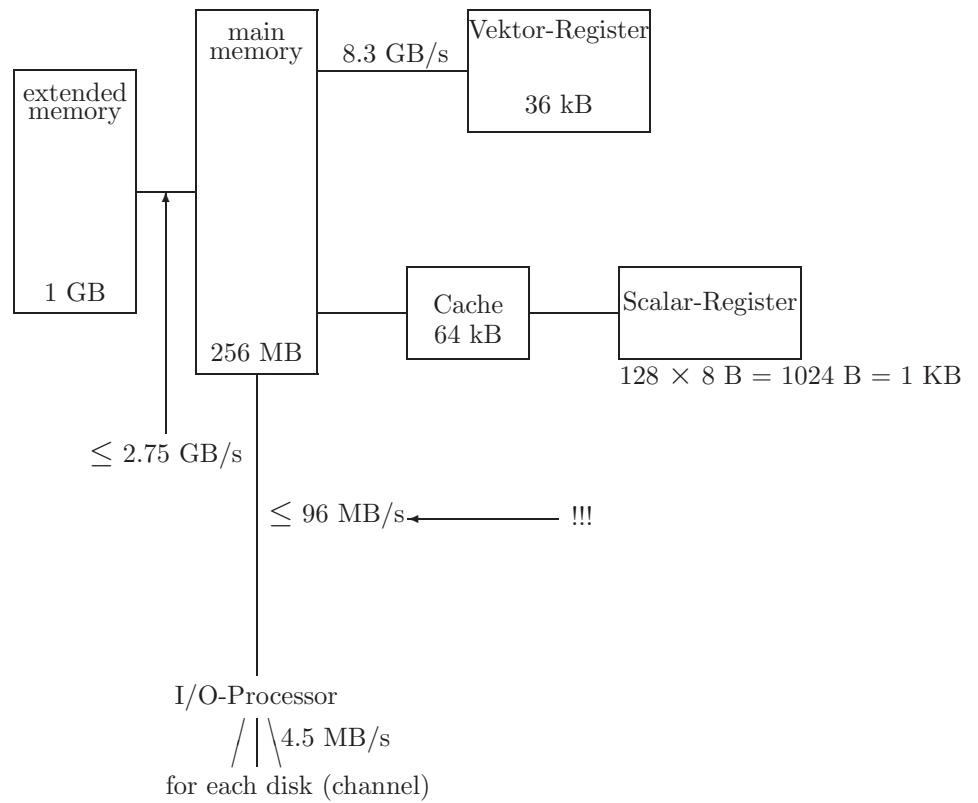 main
memory
Vektor-Register
8.3 GB/s
36 kB
extended
memory
1 GB
256 MB
Cache
64 kB
Scalar-Register
128 × 8 B = 1024 B = 1 KB
≤ 2.75 GB/s
≤ 96 MB/s
!!!
I/O-Processor
4.5 MB/s
for each disk (channel)